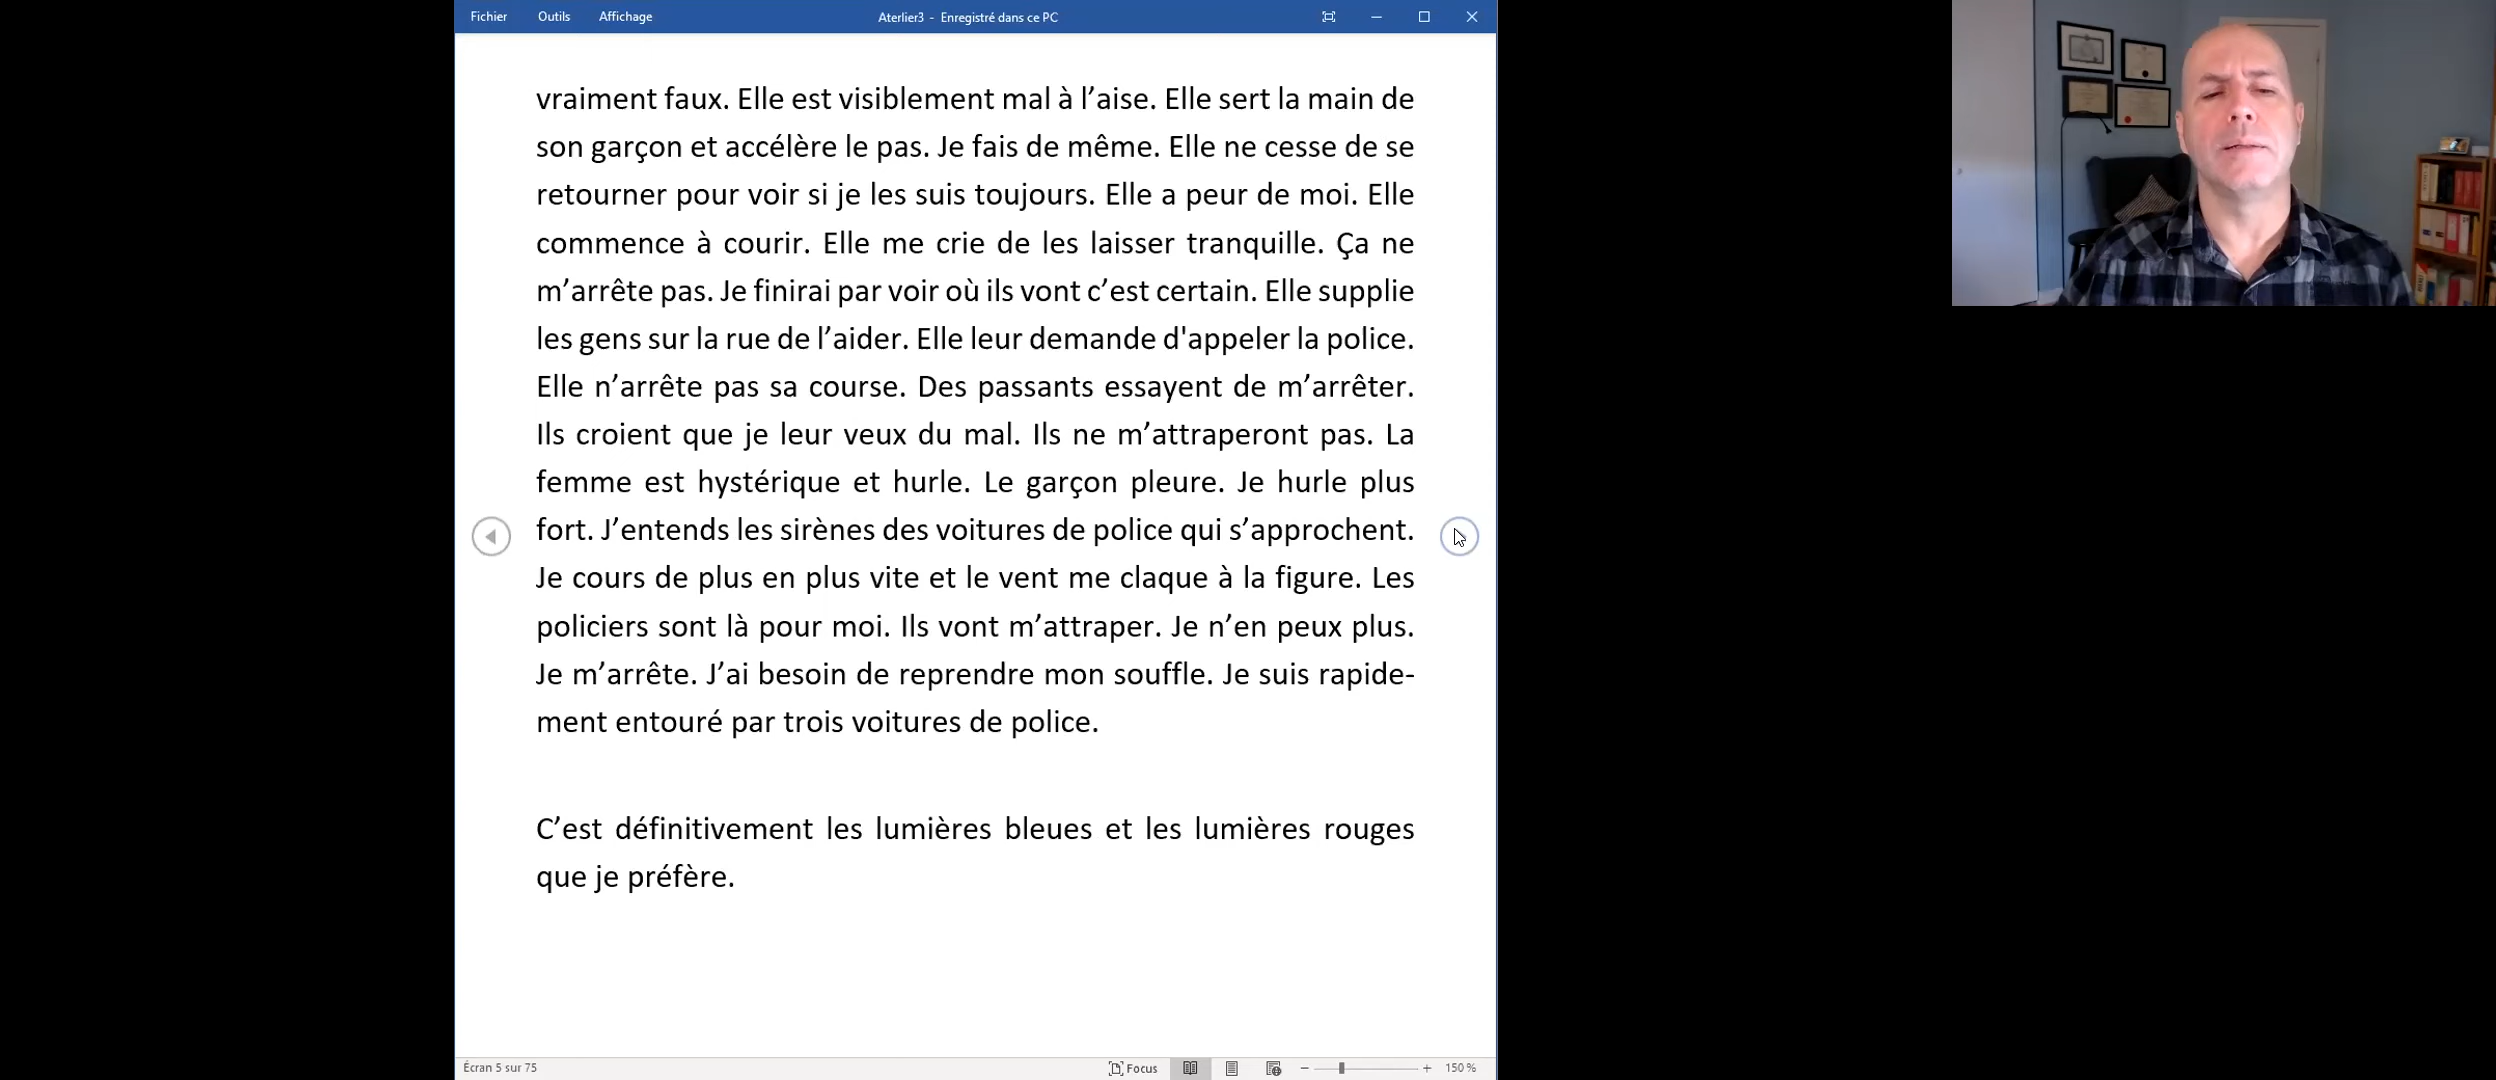 Fichier Outils Affichage Aterlier3 - Enregistré dans ce PC
vraiment faux. Elle est visiblement mal à l’aise. Elle sert la main de
son garçon et accélère le pas. Je fais de même. Elle ne cesse de se
retourner pour voir si je les suis toujours. Elle a peur de moi. Elle
commence à courir. Elle me crie de les laisser tranquille. Ça ne
m’arrête pas. Je finirai par voir où ils vont c’est certain. Elle supplie
les gens sur la rue de l’aider. Elle leur demande d'appeler la police.
Elle n’arrête pas sa course. Des passants essayent de m’arrêter.
Ils croient que je leur veux du mal. Ils ne m’attraperont pas. La
femme est hystérique et hurle. Le garçon pleure. Je hurle plus
fort. J’entends les sirènes des voitures de police qui s’approchent.
Je cours de plus en plus vite et le vent me claque à la figure. Les
policiers sont là pour moi. Ils vont m’attraper. Je n’en peux plus.
Je m’arrête. J’ai besoin de reprendre mon souffle. Je suis rapide-
ment entouré par trois voitures de police.
C’est définitivement les lumières bleues et les lumières rouges
que je préfère.
Écran 5 sur 75 Focus 150 %